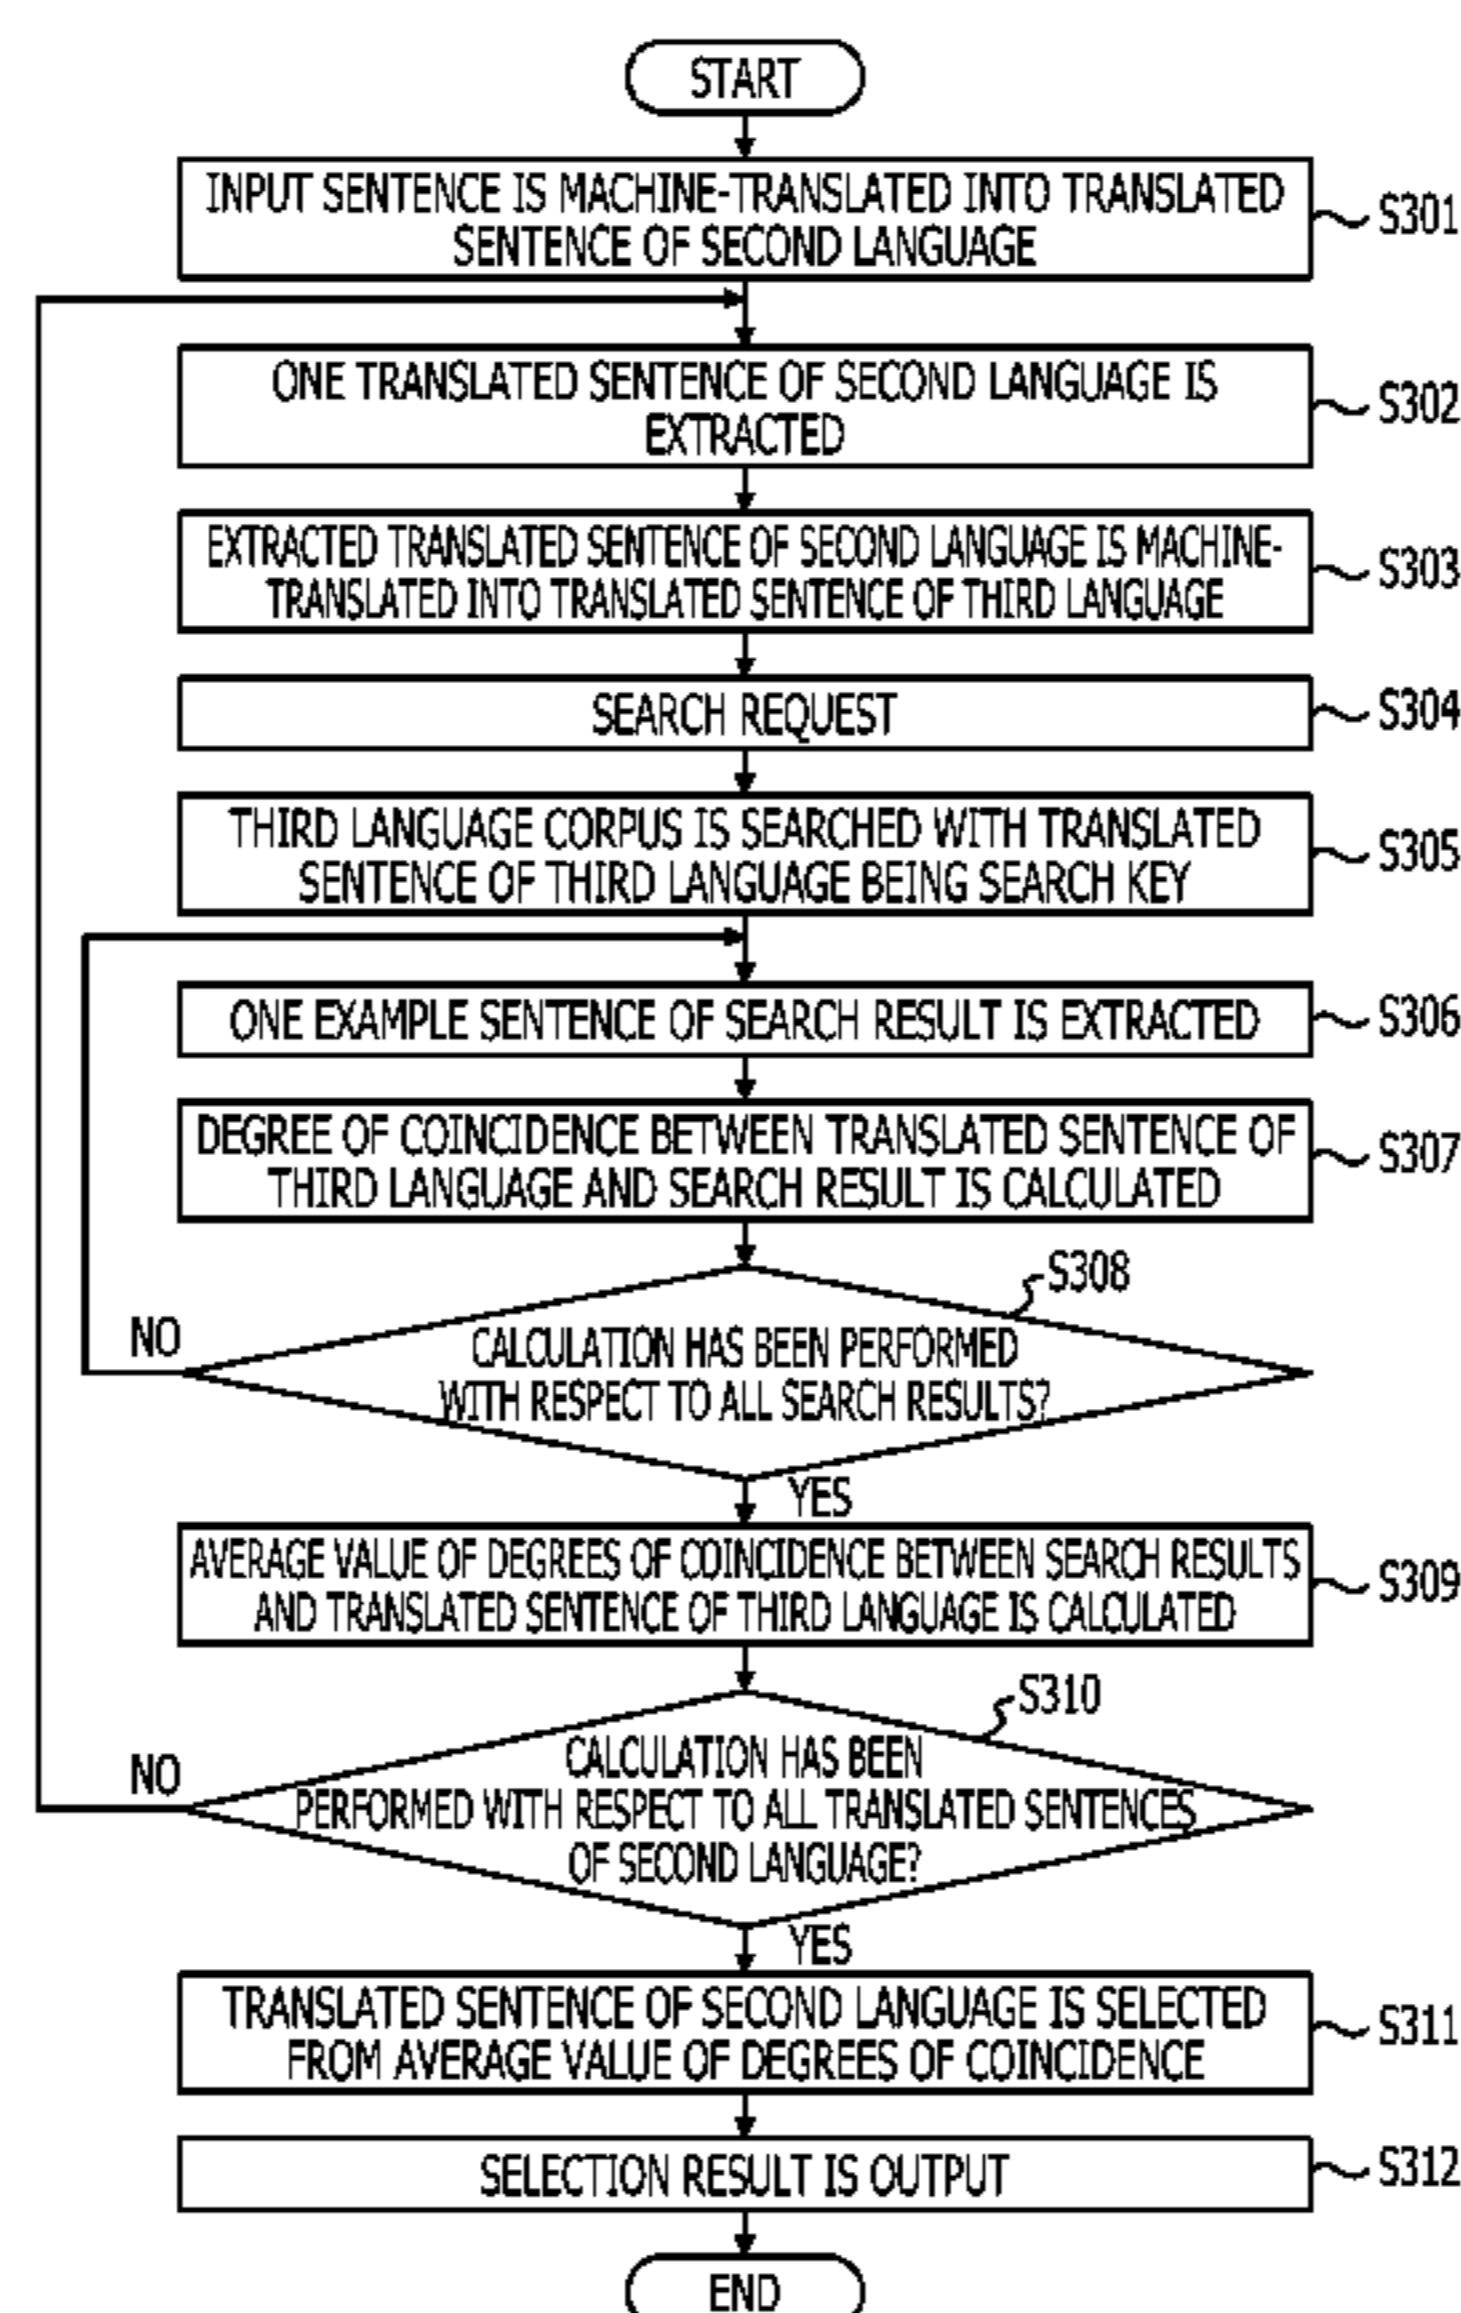 START
INPUT SENTENCE IS MACHINE-TRANSLATED INTO TRANSLATED
SENTENCE OF SECOND LANGUAGE
S301
ONE TRANSLATED SENTENCE OF SECOND LANGUAGE IS
EXTRACTED
S302
EXTRACTED TRANSLATED SENTENCE OF SECOND LANGUAGE IS MACHINE-
TRANSLATED INTO TRANSLATED SENTENCE OF THIRD LANGUAGE
S303
SEARCH REQUEST
S304
THIRD LANGUAGE CORPUS IS SEARCHED WITH TRANSLATED
SENTENCE OF THIRD LANGUAGE BEING SEARCH KEY
S305
ONE EXAMPLE SENTENCE OF SEARCH RESULT IS EXTRACTED
S306
DEGREE OF COINCIDENCE BETWEEN TRANSLATED SENTENCE OF
THIRD LANGUAGE AND SEARCH RESULT IS CALCULATED
S307
S308
NO
CALCULATION HAS BEEN PERFORMED
WITH RESPECT TO ALL SEARCH RESULTS?
YES
AVERAGE VALUE OF DEGREES OF COINCIDENCE BETWEEN SEARCH RESULTS
AND TRANSLATED SENTENCE OF THIRD LANGUAGE IS CALCULATED
S309
S310
NO
CALCULATION HAS BEEN
PERFORMED WITH RESPECT TO ALL TRANSLATED SENTENCES
OF SECOND LANGUAGE?
YES
TRANSLATED SENTENCE OF SECOND LANGUAGE IS SELECTED
FROM AVERAGE VALUE OF DEGREES OF COINCIDENCE
S311
SELECTION RESULT IS OUTPUT
S312
END